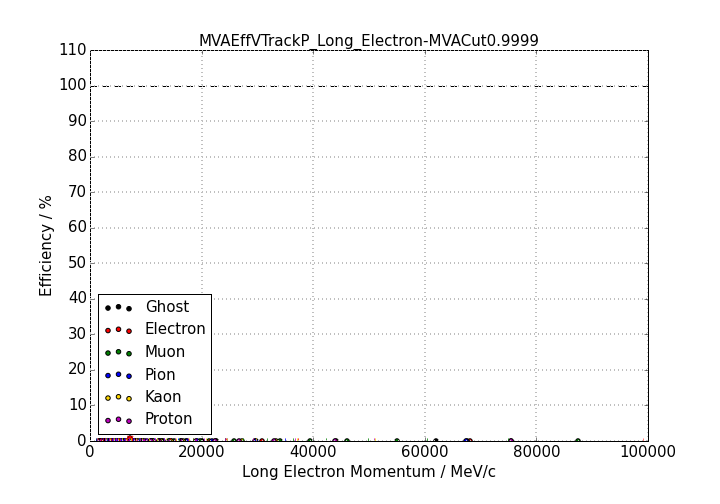 MVAEffVTrackP_Long_Electron-MVACut0.9999
110
100
90
80
70
60
50
40
30
20
10
0
Efficiency / %
Ghost
Electron
Muon
Pion
Kaon
Proton
0 20000 40000 60000 80000 100000
Long Electron Momentum / MeV/c